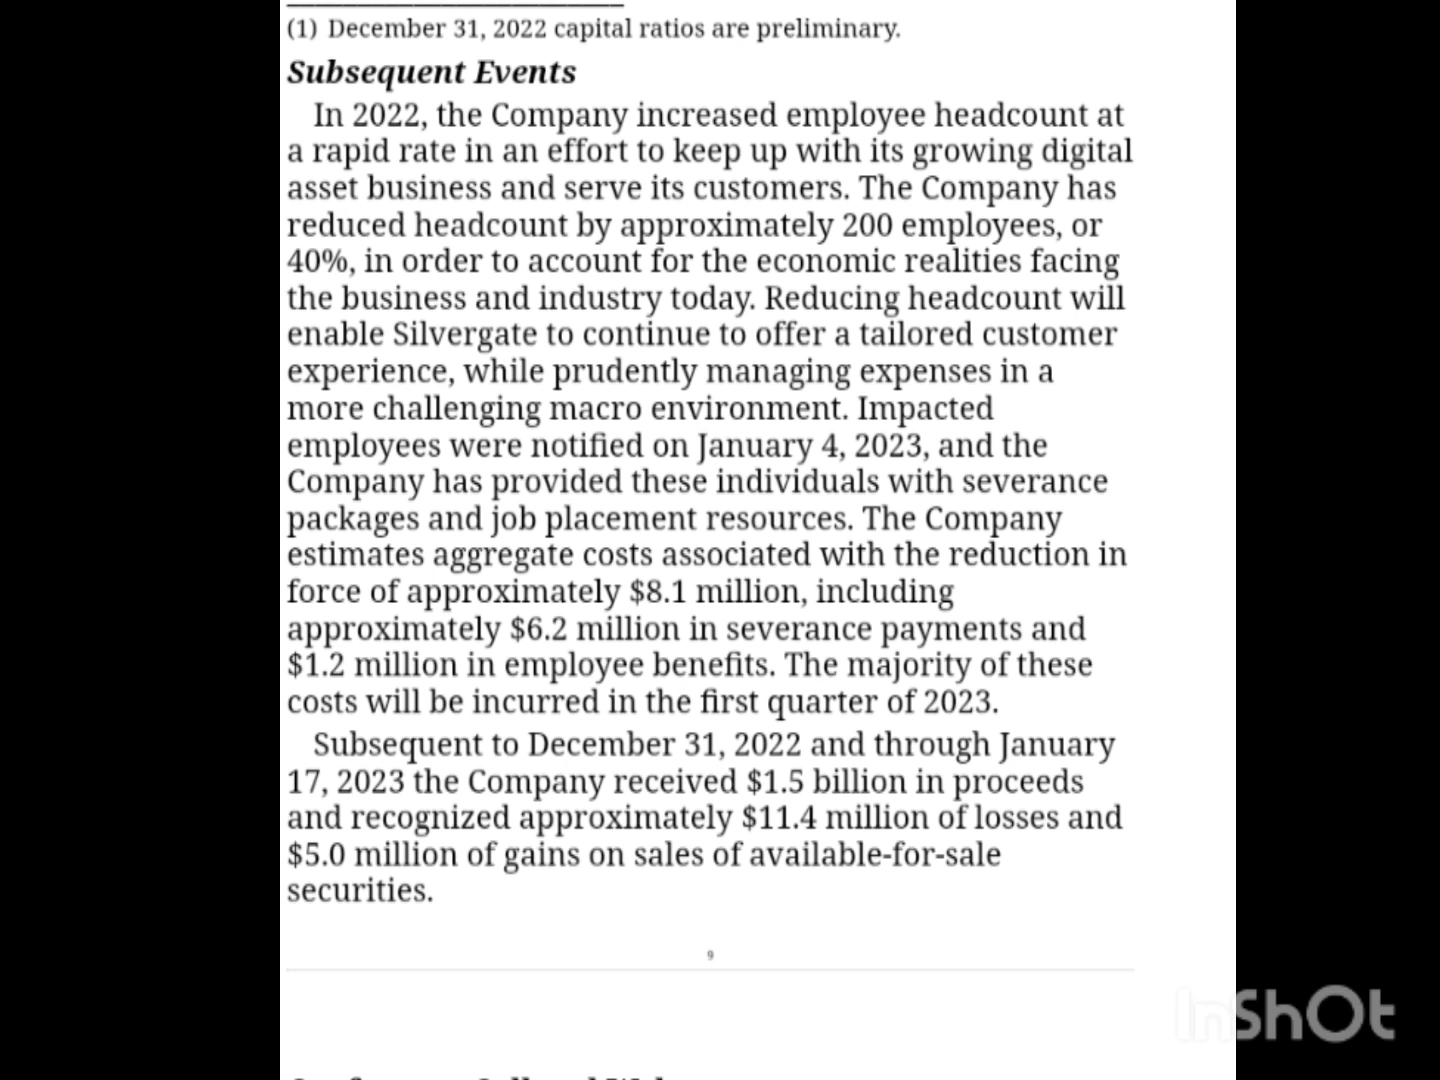 (1) December 31, 2022 capital ratios are preliminary.
Subsequent Events
In 2022, the Company increased employee headcount at
a rapid rate in an effort to keep up with its growing digital
asset business and serve its customers. The Company has
reduced headcount by approximately 200 employees, or
40%, in order to account for the economic realities facing
the business and industry today. Reducing headcount will
enable Silvergate to continue to offer a tailored customer
experience, while prudently managing expenses in a
more challenging macro environment. Impacted
employees were notified on January 4, 2023, and the
Company has provided these individuals with severance
packages and job placement resources. The Company
estimates aggregate costs associated with the reduction in
force of approximately $8.1 million, including
approximately $6.2 million in severance payments and
$1.2 million in employee benefits. The majority of these
costs will be incurred in the first quarter of 2023.
Subsequent to December 31, 2022 and through January
17, 2023 the Company received $1.5 billion in proceeds
and recognized approximately $11.4 million of losses and
$5.0 million of gains on sales of available-for-sale
securities.
9
InShOt